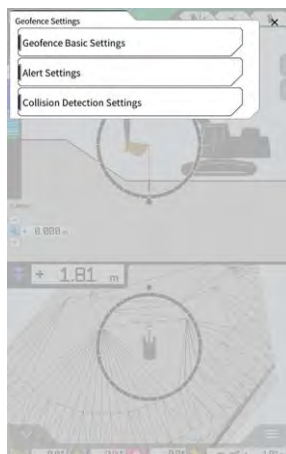 Geofence Settings
Geofence Basic Settings
Alert Settings
Collision Detection Settings
+ 0.000
+ 1.81 m